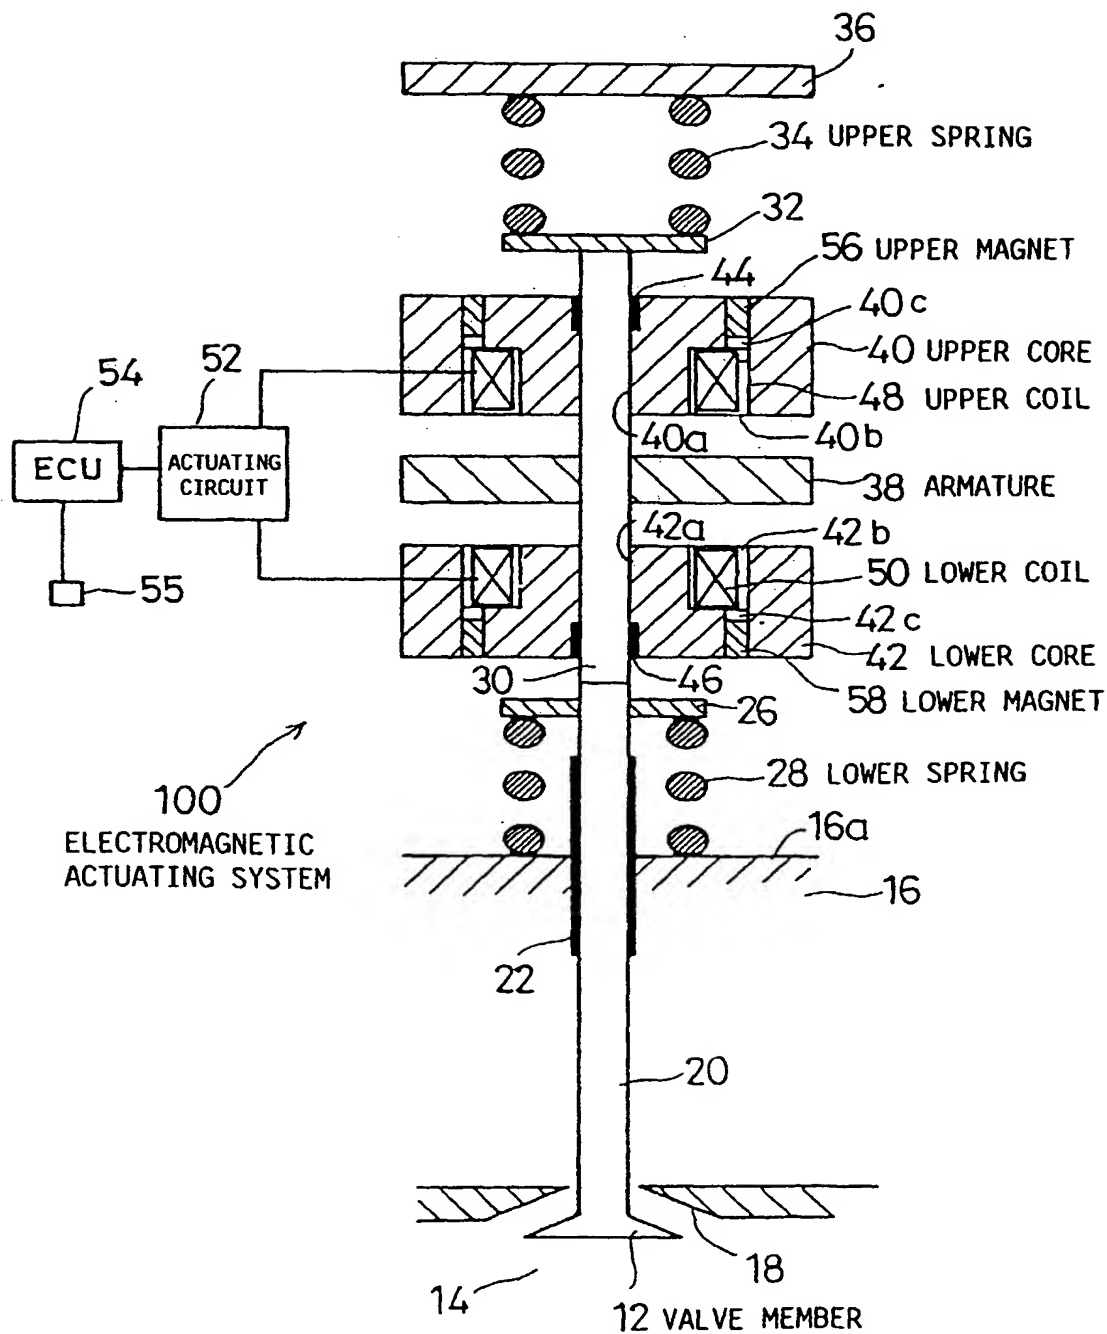 36
34 UPPER SPRING
32
56 UPPER MAGNET
44
40c
40 UPPER CORE
54
52
48 UPPER COIL
40a
40b
ECU
ACTUATING
CIRCUIT
38 ARMATURE
42a
42b
50 LOWER COIL
55
42c
42 LOWER CORE
30
46
58 LOWER MAGNET
26
28 LOWER SPRING
100
ELECTROMAGNETIC
ACTUATING SYSTEM
16a
16
22
20
18
14
12 VALVE MEMBER